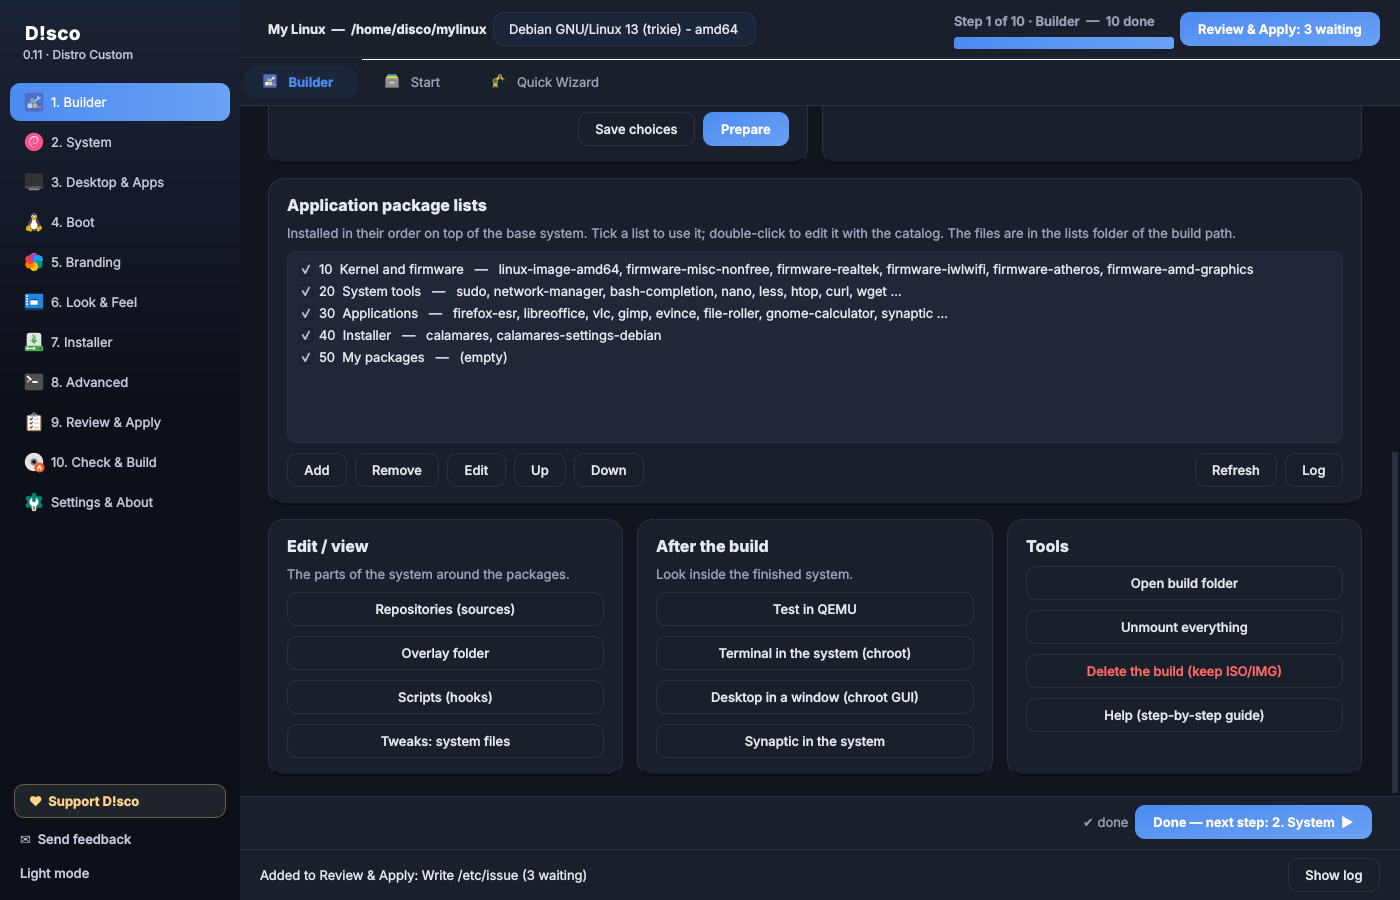 D!sco
0.11 · Distro Custom
1. Builder
2. System
3. Desktop & Apps
4. Boot
5. Branding
6. Look & Feel
7. Installer
8. Advanced
9. Review & Apply
10. Check & Build
Settings & About
Support D!sco
Send feedback
Light mode
My Linux — /home/disco/mylinux
Debian GNU/Linux 13 (trixie) - amd64
Step 1 of 10 · Builder — 10 done
Review & Apply: 3 waiting
Builder
Start
Quick Wizard
Save choices
Prepare
Application package lists
Installed in their order on top of the base system. Tick a list to use it; double-click to edit it with the catalog. The files are in the lists folder of the build path.
✓ 10 Kernel and firmware — linux-image-amd64, firmware-misc-nonfree, firmware-realtek, firmware-iwlwifi, firmware-atheros, firmware-amd-graphics
✓ 20 System tools — sudo, network-manager, bash-completion, nano, less, htop, curl, wget ...
✓ 30 Applications — firefox-esr, libreoffice, vlc, gimp, evince, file-roller, gnome-calculator, synaptic ...
✓ 40 Installer — calamares, calamares-settings-debian
✓ 50 My packages — (empty)
Add
Remove
Edit
Up
Down
Refresh
Log
Edit / view
The parts of the system around the packages.
Repositories (sources)
Overlay folder
Scripts (hooks)
Tweaks: system files
After the build
Look inside the finished system.
Test in QEMU
Terminal in the system (chroot)
Desktop in a window (chroot GUI)
Synaptic in the system
Tools
Open build folder
Unmount everything
Delete the build (keep ISO/IMG)
Help (step-by-step guide)
✓ done
Done — next step: 2. System ▶
Added to Review & Apply: Write /etc/issue (3 waiting)
Show log